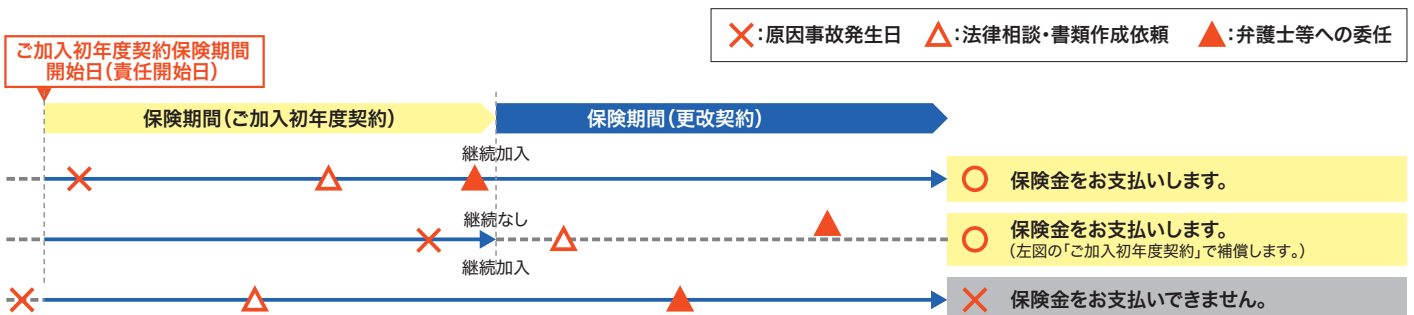 ×:原因事故発生日 △:法律相談・書類作成依頼 ▲:弁護士等への委任
ご加入初年度契約保険期間
開始日(責任開始日)
保険期間(ご加入初年度契約) 保険期間(更改契約)
継続加入
保険金をお支払いします。
継続なし
保険金をお支払いします。
(左図の「ご加入初年度契約」で補償します。)
継続加入
保険金をお支払いできません。